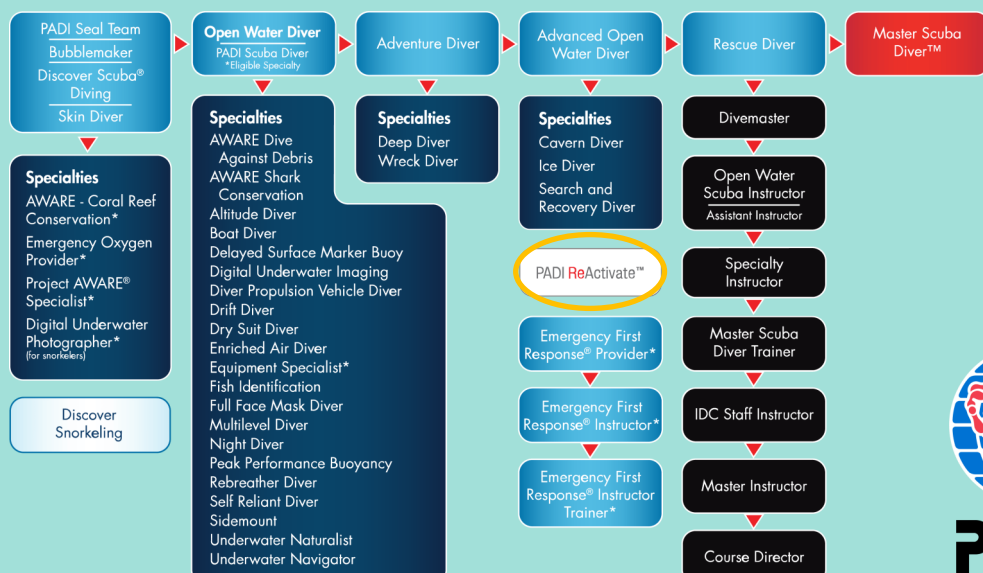 PADI Seal Team
Bubblemaker
Discover Scuba®
Diving
Skin Diver
Open Water Diver
PADI Scuba Diver
*Eligible Specialty
Adventure Diver
Advanced Open
Water Diver
Rescue Diver
Master Scuba
Diver™
Specialties
AWARE - Coral Reef
Conservation*
Emergency Oxygen
Provider*
Project AWARE®
Specialist*
Digital Underwater
Photographer*
(for snorkelers)
Discover
Snorkeling
Specialties
AWARE Dive
Against Debris
AWARE Shark
Conservation
Altitude Diver
Boat Diver
Delayed Surface Marker Buoy
Digital Underwater Imaging
Diver Propulsion Vehicle Diver
Drift Diver
Dry Suit Diver
Enriched Air Diver
Equipment Specialist*
Fish Identification
Full Face Mask Diver
Multilevel Diver
Night Diver
Peak Performance Buoyancy
Rebreather Diver
Self Reliant Diver
Sidemount
Underwater Naturalist
Underwater Navigator
Specialties
Deep Diver
Wreck Diver
Specialties
Cavern Diver
Ice Diver
Search and
Recovery Diver
PADI ReActivate™
Emergency First
Response® Provider*
Emergency First
Response® Instructor*
Emergency First
Response® Instructor
Trainer*
Divemaster
Open Water
Scuba Instructor
Assistant Instructor
Specialty
Instructor
Master Scuba
Diver Trainer
IDC Staff Instructor
Master Instructor
Course Director
P